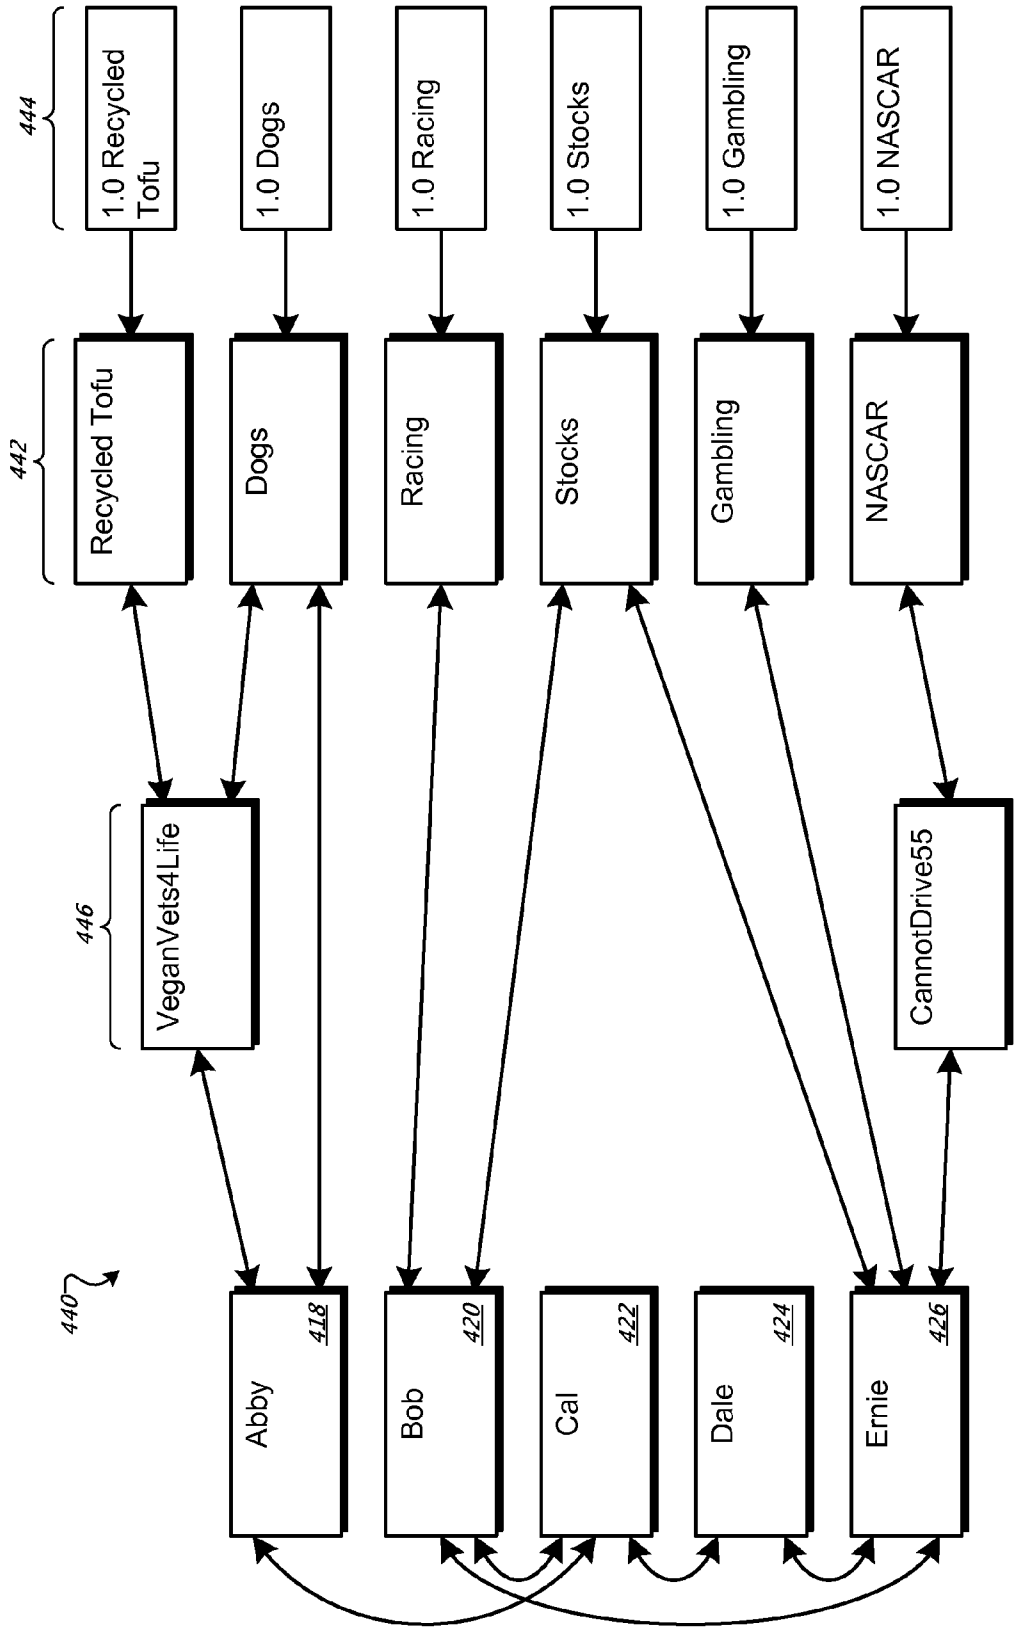 440
444
442
446
1.0 Recycled
Tofu
1.0 Dogs
1.0 Racing
1.0 Stocks
1.0 Gambling
1.0 NASCAR
Recycled Tofu
Dogs
Racing
Stocks
Gambling
NASCAR
VeganVets4Life
CannotDrive55
Abby
418
Bob
420
Cal
422
Dale
424
Ernie
426